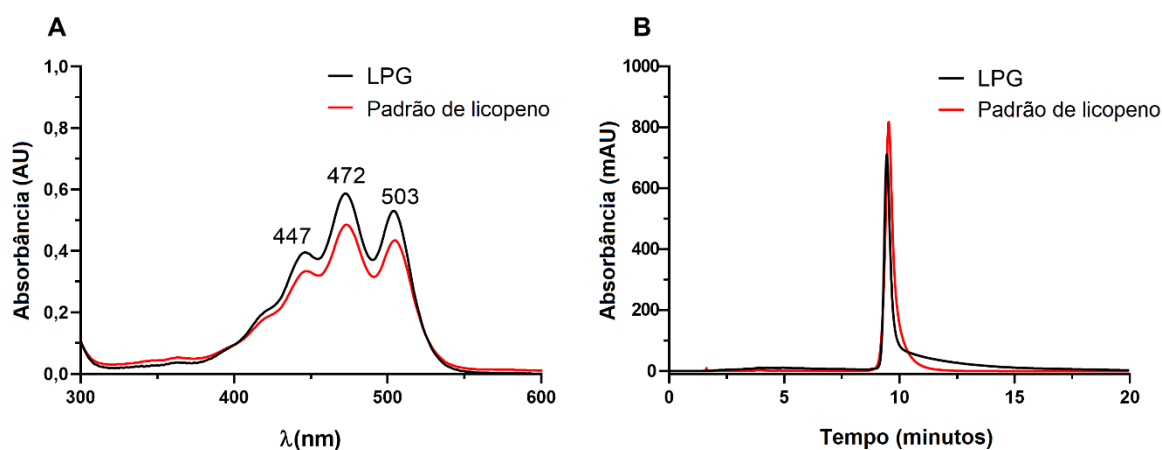 A
LPG
Padrão de licopeno
Absorbância (AU)
1,0
0,8
0,6
0,4
0,2
0,0
447
472
503
300
400
500
600
λ(nm)
B
LPG
Padrão de licopeno
Absorbância (mAU)
1000
800
600
400
200
0
0
5
10
15
20
Tempo (minutos)